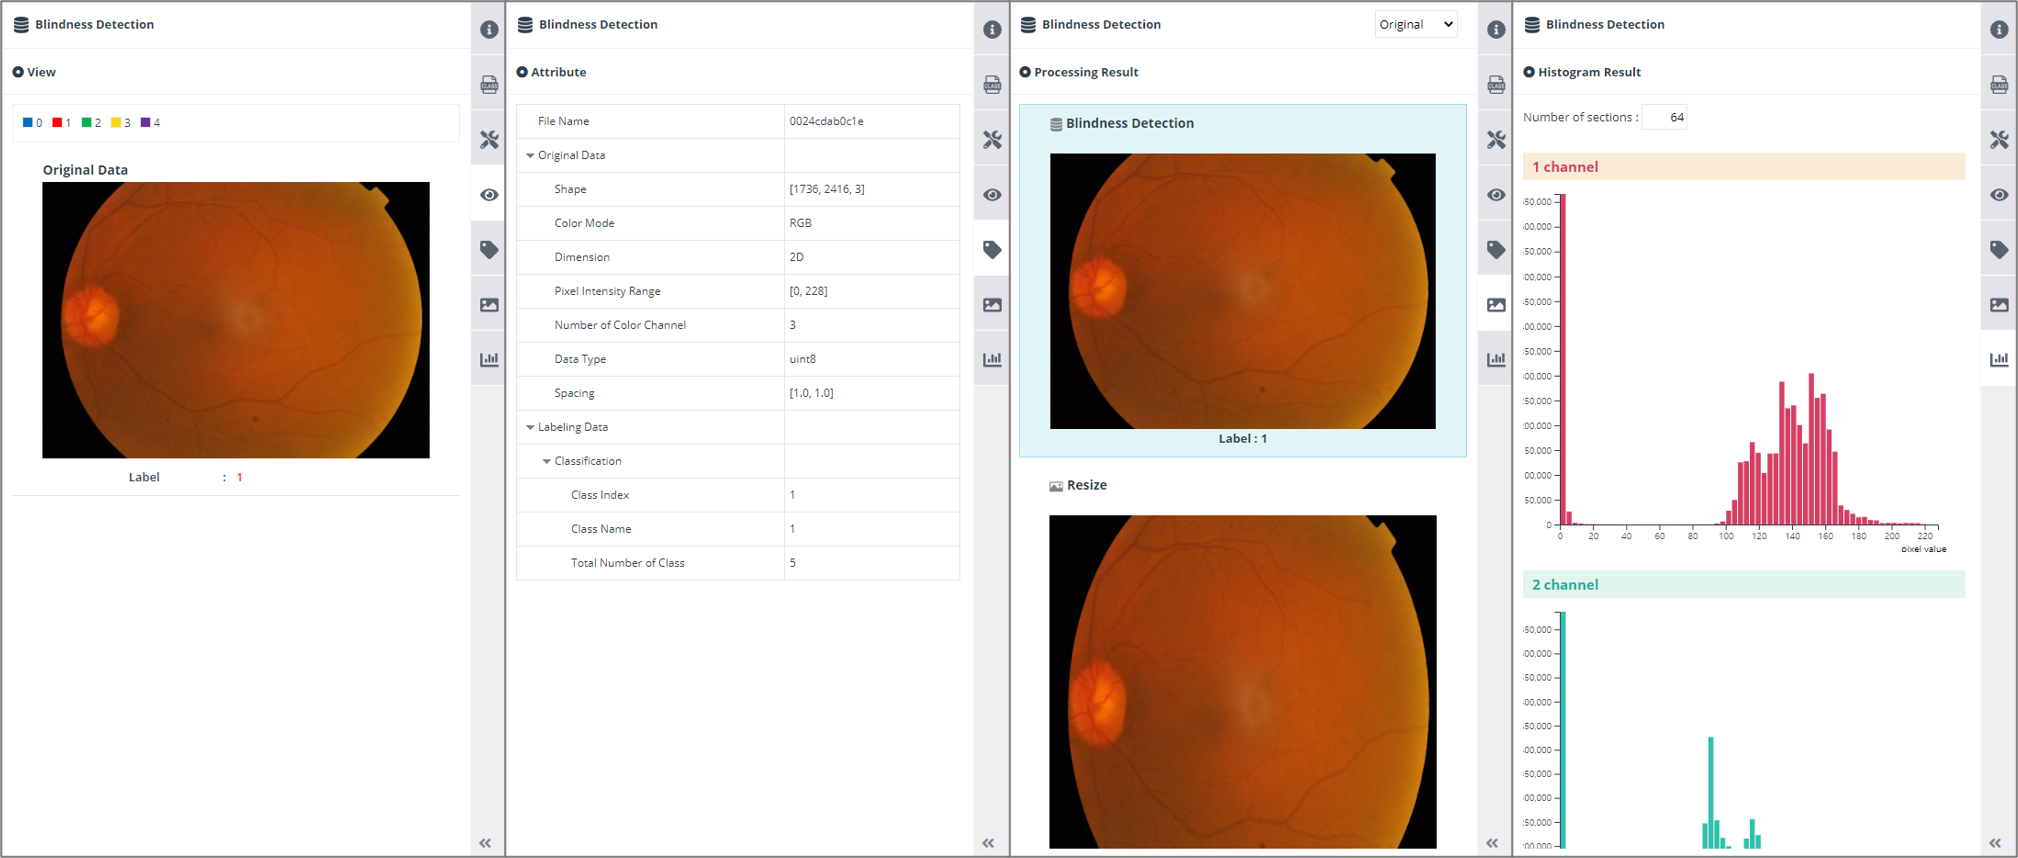 Blindness Detection
View
0 1 2 3 4
Original Data
Label : 1
Blindness Detection
Attribute
File Name 0024cdab0c1e
Original Data
Shape [1736, 2416, 3]
Color Mode RGB
Dimension 2D
Pixel Intensity Range [0, 228]
Number of Color Channel 3
Data Type uint8
Spacing [1.0, 1.0]
Labeling Data
Classification
Class Index 1
Class Name 1
Total Number of Class 5
Blindness Detection Original
Processing Result
Blindness Detection
Label : 1
Resize
Blindness Detection
Histogram Result
Number of sections : 64
1 channel
50,000
0
0 20 40 60 80 100 120 140 160 180 200 220
pixel value
2 channel